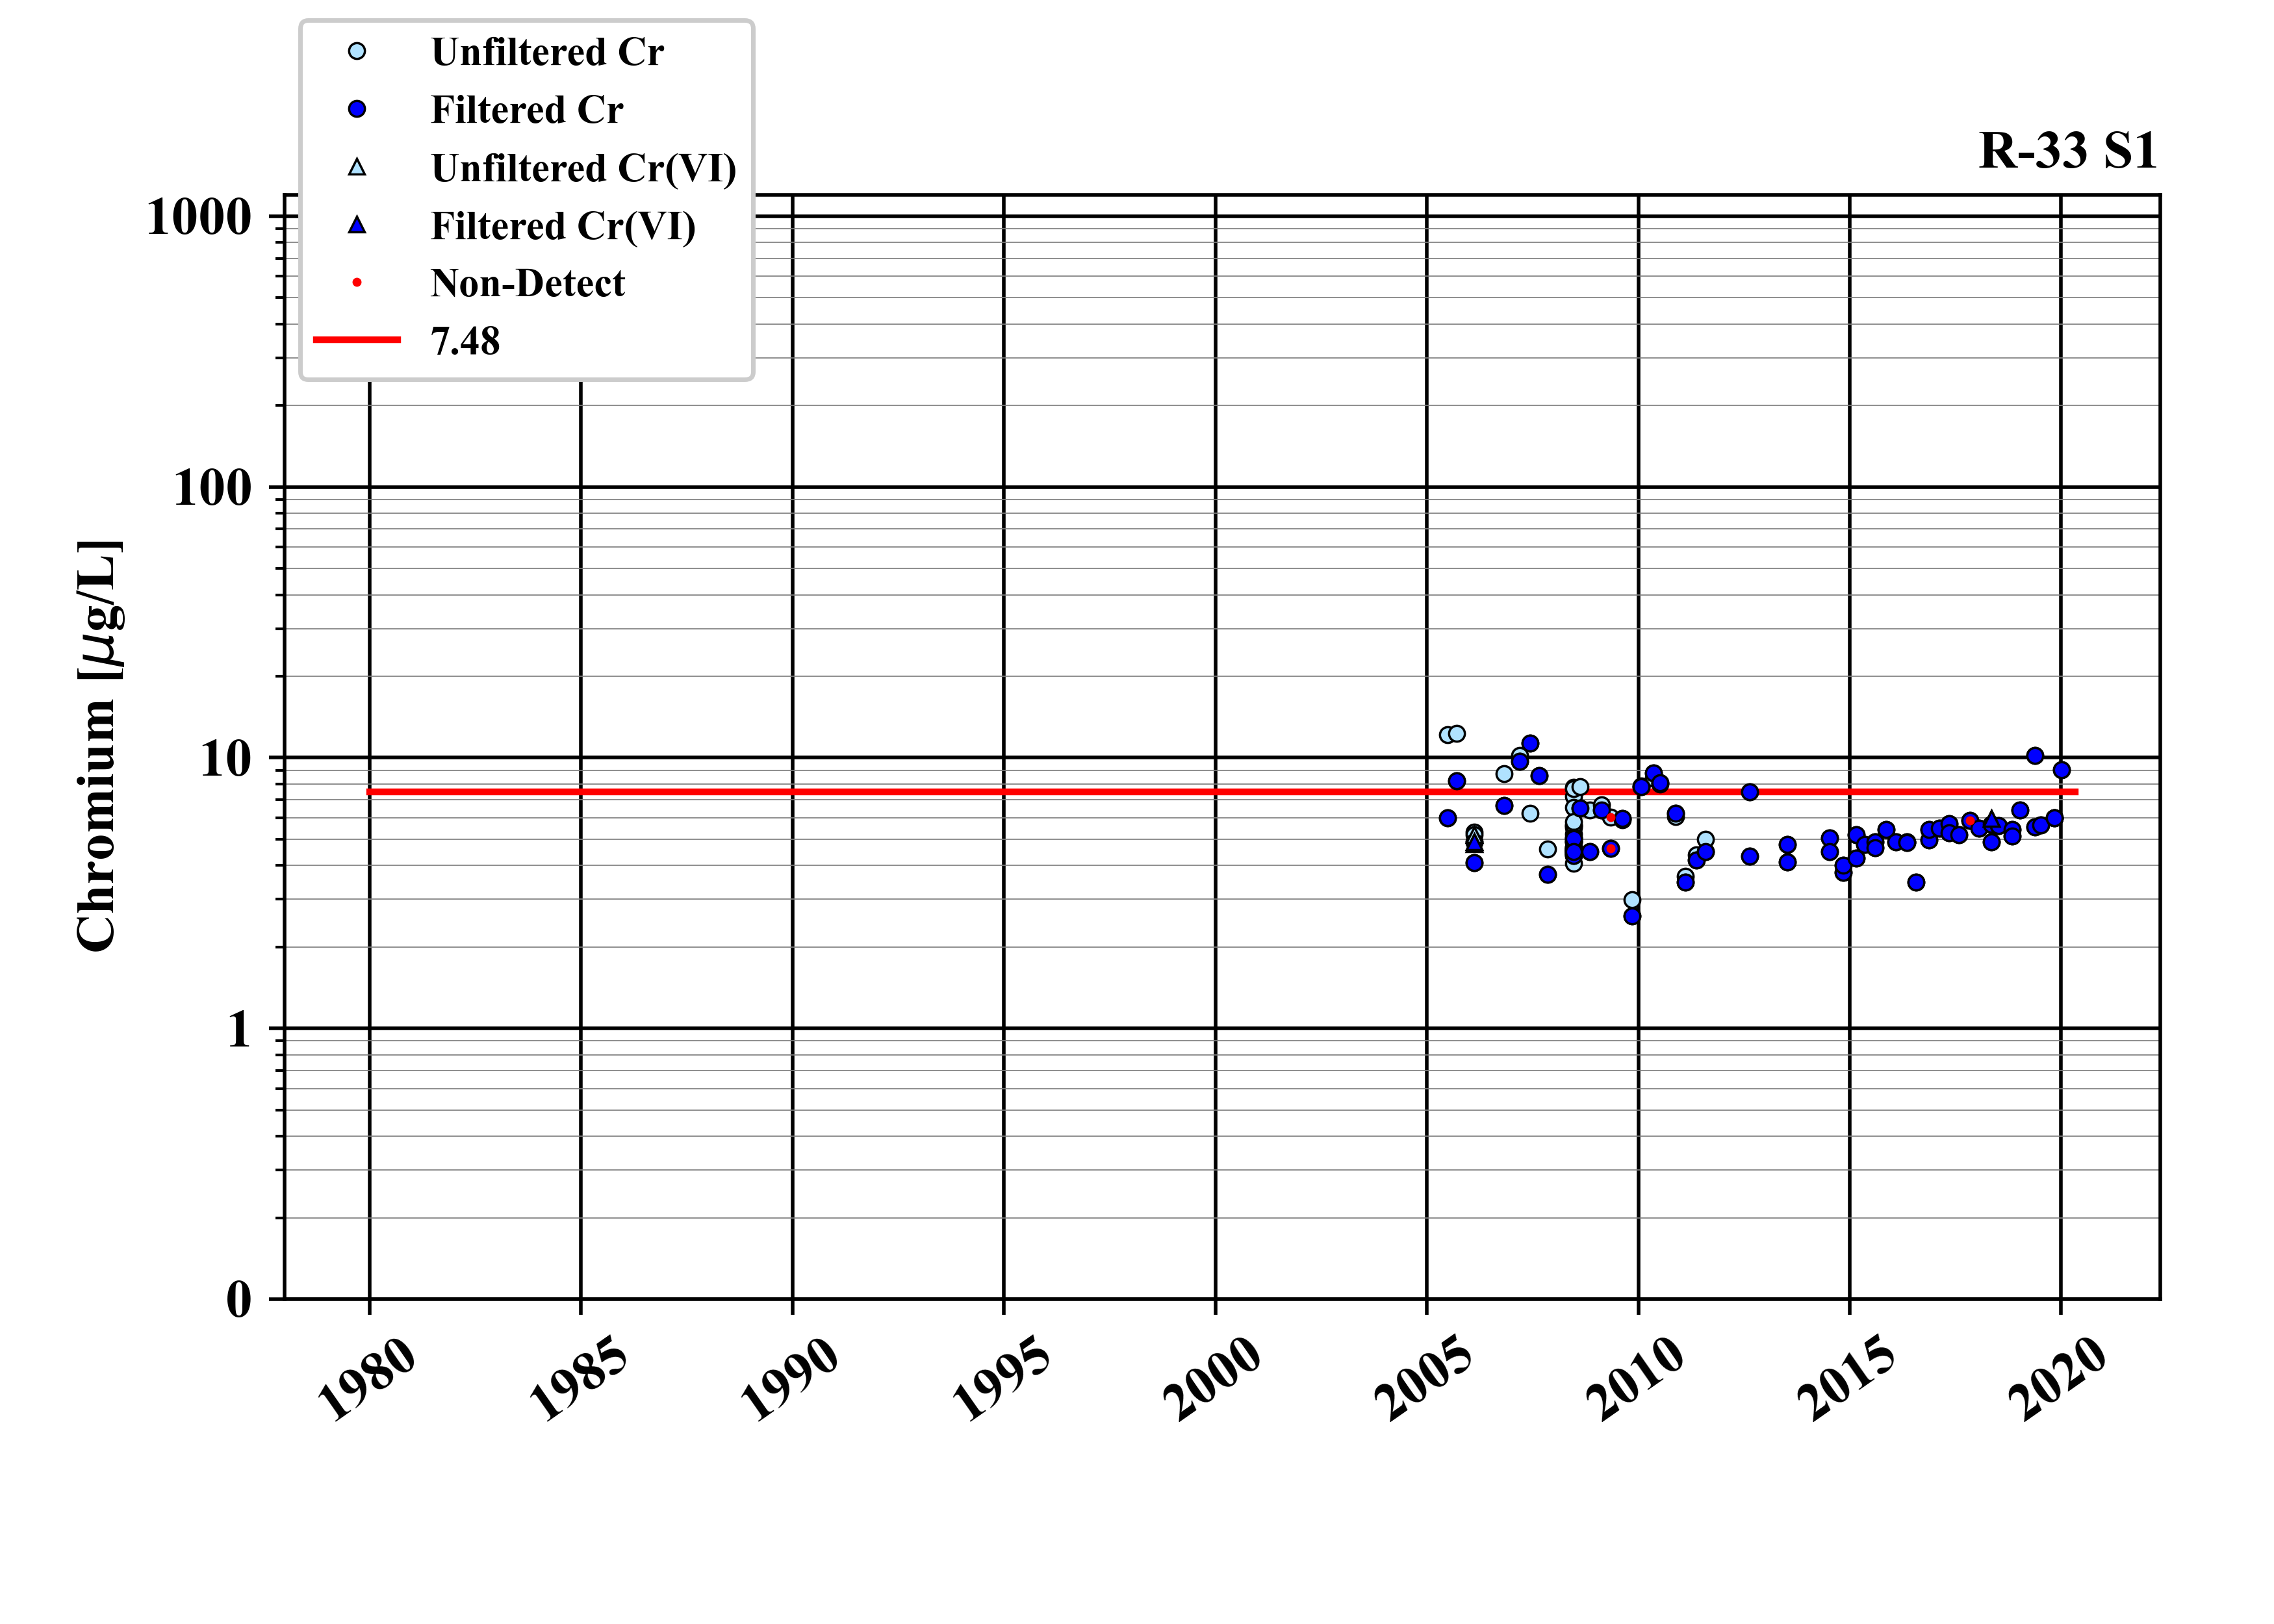 Unfiltered Cr
Filtered Cr
Unfiltered Cr(VI)
Filtered Cr(VI)
Non-Detect
7.48
R-33 S1
1000
100
10
1
0
Chromium [μg/L]
1980
1985
1990
1995
2000
2005
2010
2015
2020